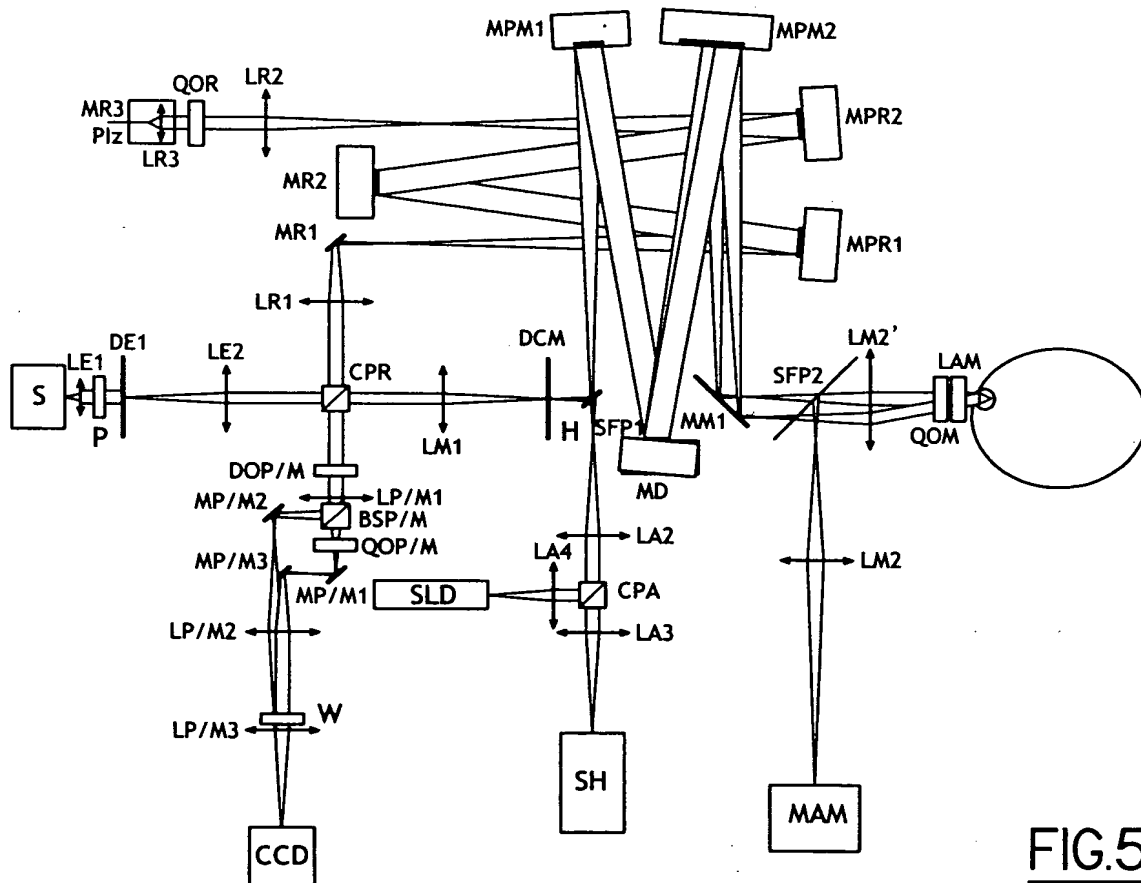 MPM1
MPM2
QOR
LR2
MR3
PIz
LR3
MPR2
MR2
MR1
MPR1
LR1
DE1
LE1
LE2
S
P
CPR
DCM
LM1
H
SFP1
MM1
SFP2
LM2'
LAM
QOM
MD
DOP/M
MP/M2
LP/M1
BSP/M
QOP/M
MP/M3
MP/M1
SLD
LA4
LA2
CPA
LA3
LM2
LP/M2
LP/M3
W
SH
MAM
CCD
FIG.5